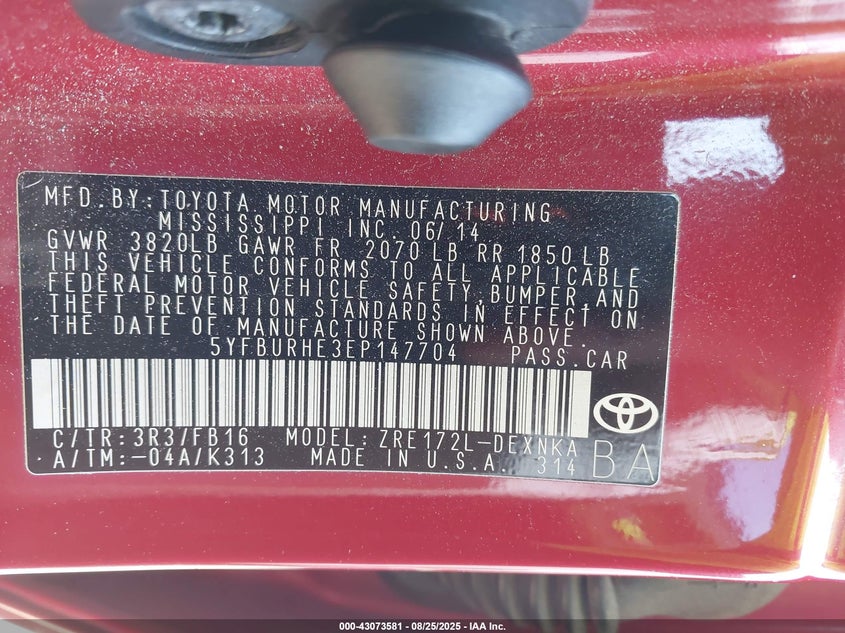 MFD. BY: TOYOTA MOTOR MANUFACTURING
MISSISSIPPI INC. 06/14
GVWR 3820LB GAWR FR 2070 LB RR 1850 LB
THIS VEHICLE CONFORMS TO ALL APPLICABLE
FEDERAL MOTOR VEHICLE SAFETY, BUMPER, AND
THEFT PREVENTION STANDARDS IN EFFECT ON
THE DATE OF MANUFACTURE SHOWN ABOVE.
5YFBURHE3EP147704 PASS. CAR
C/TR: 3R3/FB16 MODEL: ZRE172L-DEXNKA
A/TM: -04A/K313 MADE IN U.S.A. 314 BA
000-43073581 / 08/25/2025 - IAA Inc.